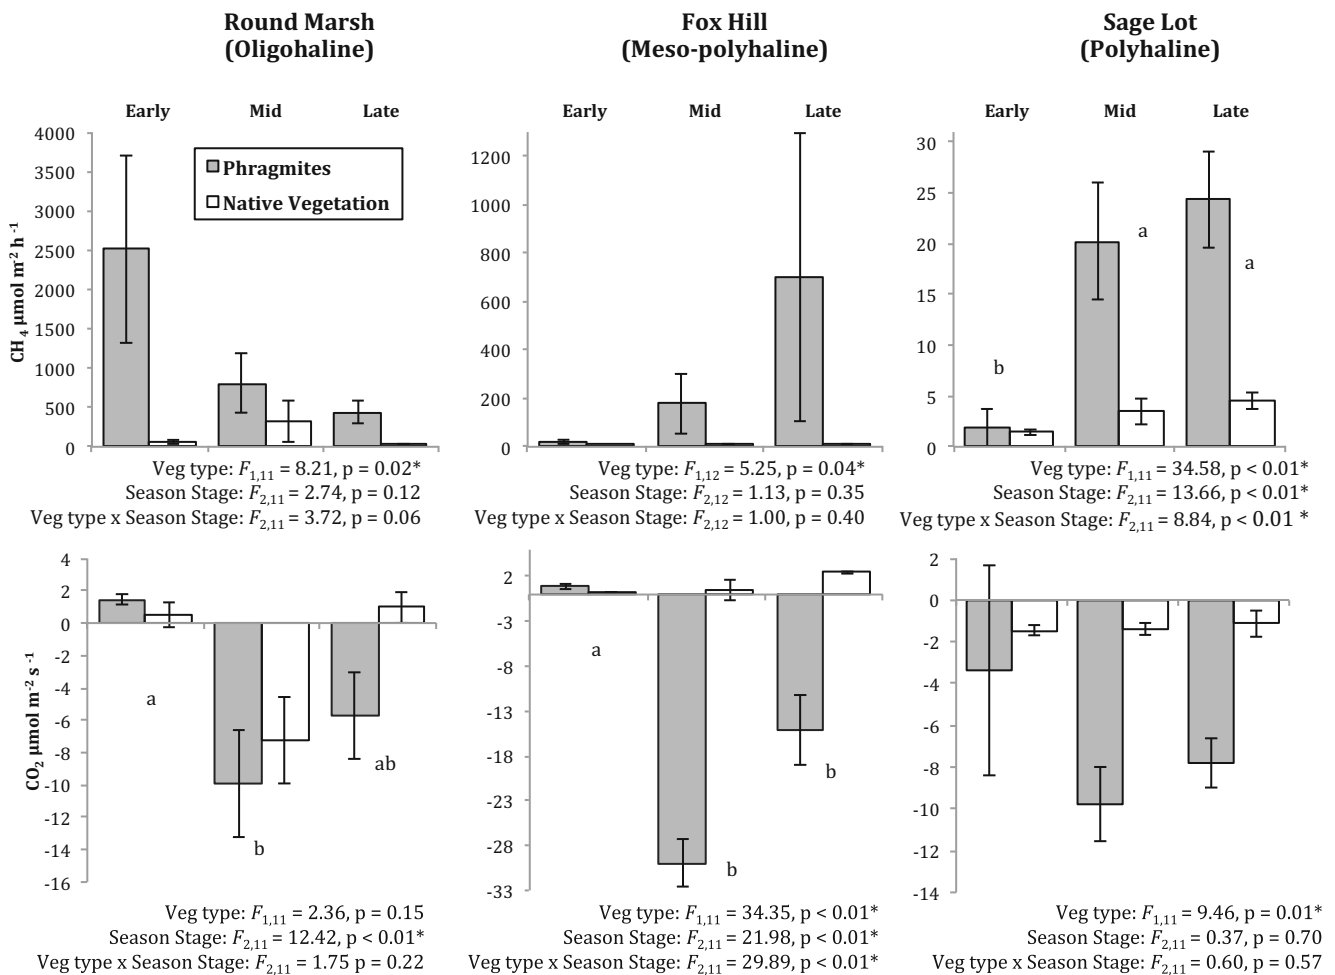 Round Marsh
(Oligohaline)
Fox Hill
(Meso-polyhaline)
Sage Lot
(Polyhaline)
Early Mid Late
Early Mid Late
Early Mid Late
CH4 µmol m-2 h-1
4000
3500
3000
2500
2000
1500
1000
500
0
Phragmites
Native Vegetation
1200
1000
800
600
400
200
0
30
25
20
15
10
5
0
b
a
a
Veg type: F1,11 = 8.21, p = 0.02*
Season Stage: F2,11 = 2.74, p = 0.12
Veg type x Season Stage: F2,11 = 3.72, p = 0.06
Veg type: F1,12 = 5.25, p = 0.04*
Season Stage: F2,12 = 1.13, p = 0.35
Veg type x Season Stage: F2,12 = 1.00, p = 0.40
Veg type: F1,11 = 34.58, p < 0.01*
Season Stage: F2,11 = 13.66, p < 0.01*
Veg type x Season Stage: F2,11 = 8.84, p < 0.01 *
CO2 µmol m-2 s-1
4
2
0
-2
-4
-6
-8
-10
-12
-14
-16
a
b
ab
2
-3
-8
-13
-18
-23
-28
-33
a
b
b
2
0
-2
-4
-6
-8
-10
-12
-14
Veg type: F1,11 = 2.36, p = 0.15
Season Stage: F2,11 = 12.42, p < 0.01*
Veg type x Season Stage: F2,11 = 1.75 p = 0.22
Veg type: F1,11 = 34.35, p < 0.01*
Season Stage: F2,11 = 21.98, p < 0.01*
Veg type x Season Stage: F2,11 = 29.89, p < 0.01*
Veg type: F1,11 = 9.46, p = 0.01*
Season Stage: F2,11 = 0.37, p = 0.70
Veg type x Season Stage: F2,11 = 0.60, p = 0.57